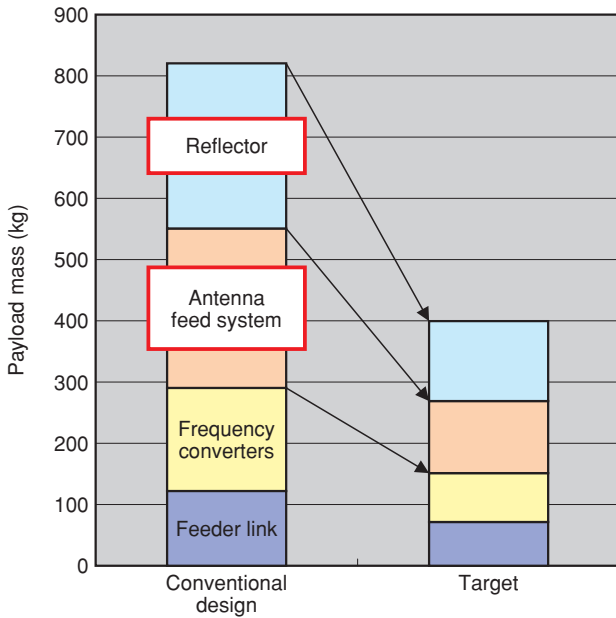 Payload mass (kg)
900
800
700
600
500
400
300
200
100
0
Reflector
Antenna
feed system
Frequency
converters
Feeder link
Conventional
design
Target